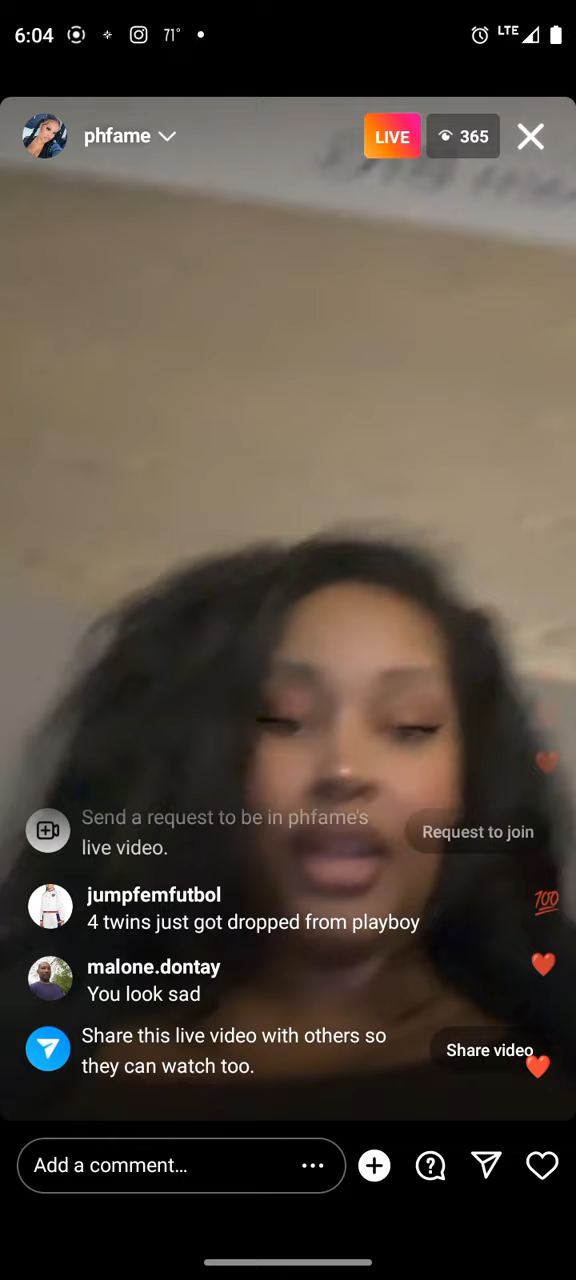 6:04
71°
LTE
phfame
LIVE
365
Send a request to be in phfame's
live video.
Request to join
jumpfemfutbol
4 twins just got dropped from playboy
100
malone.dontay
You look sad
Share this live video with others so
they can watch too.
Share video
Add a comment...